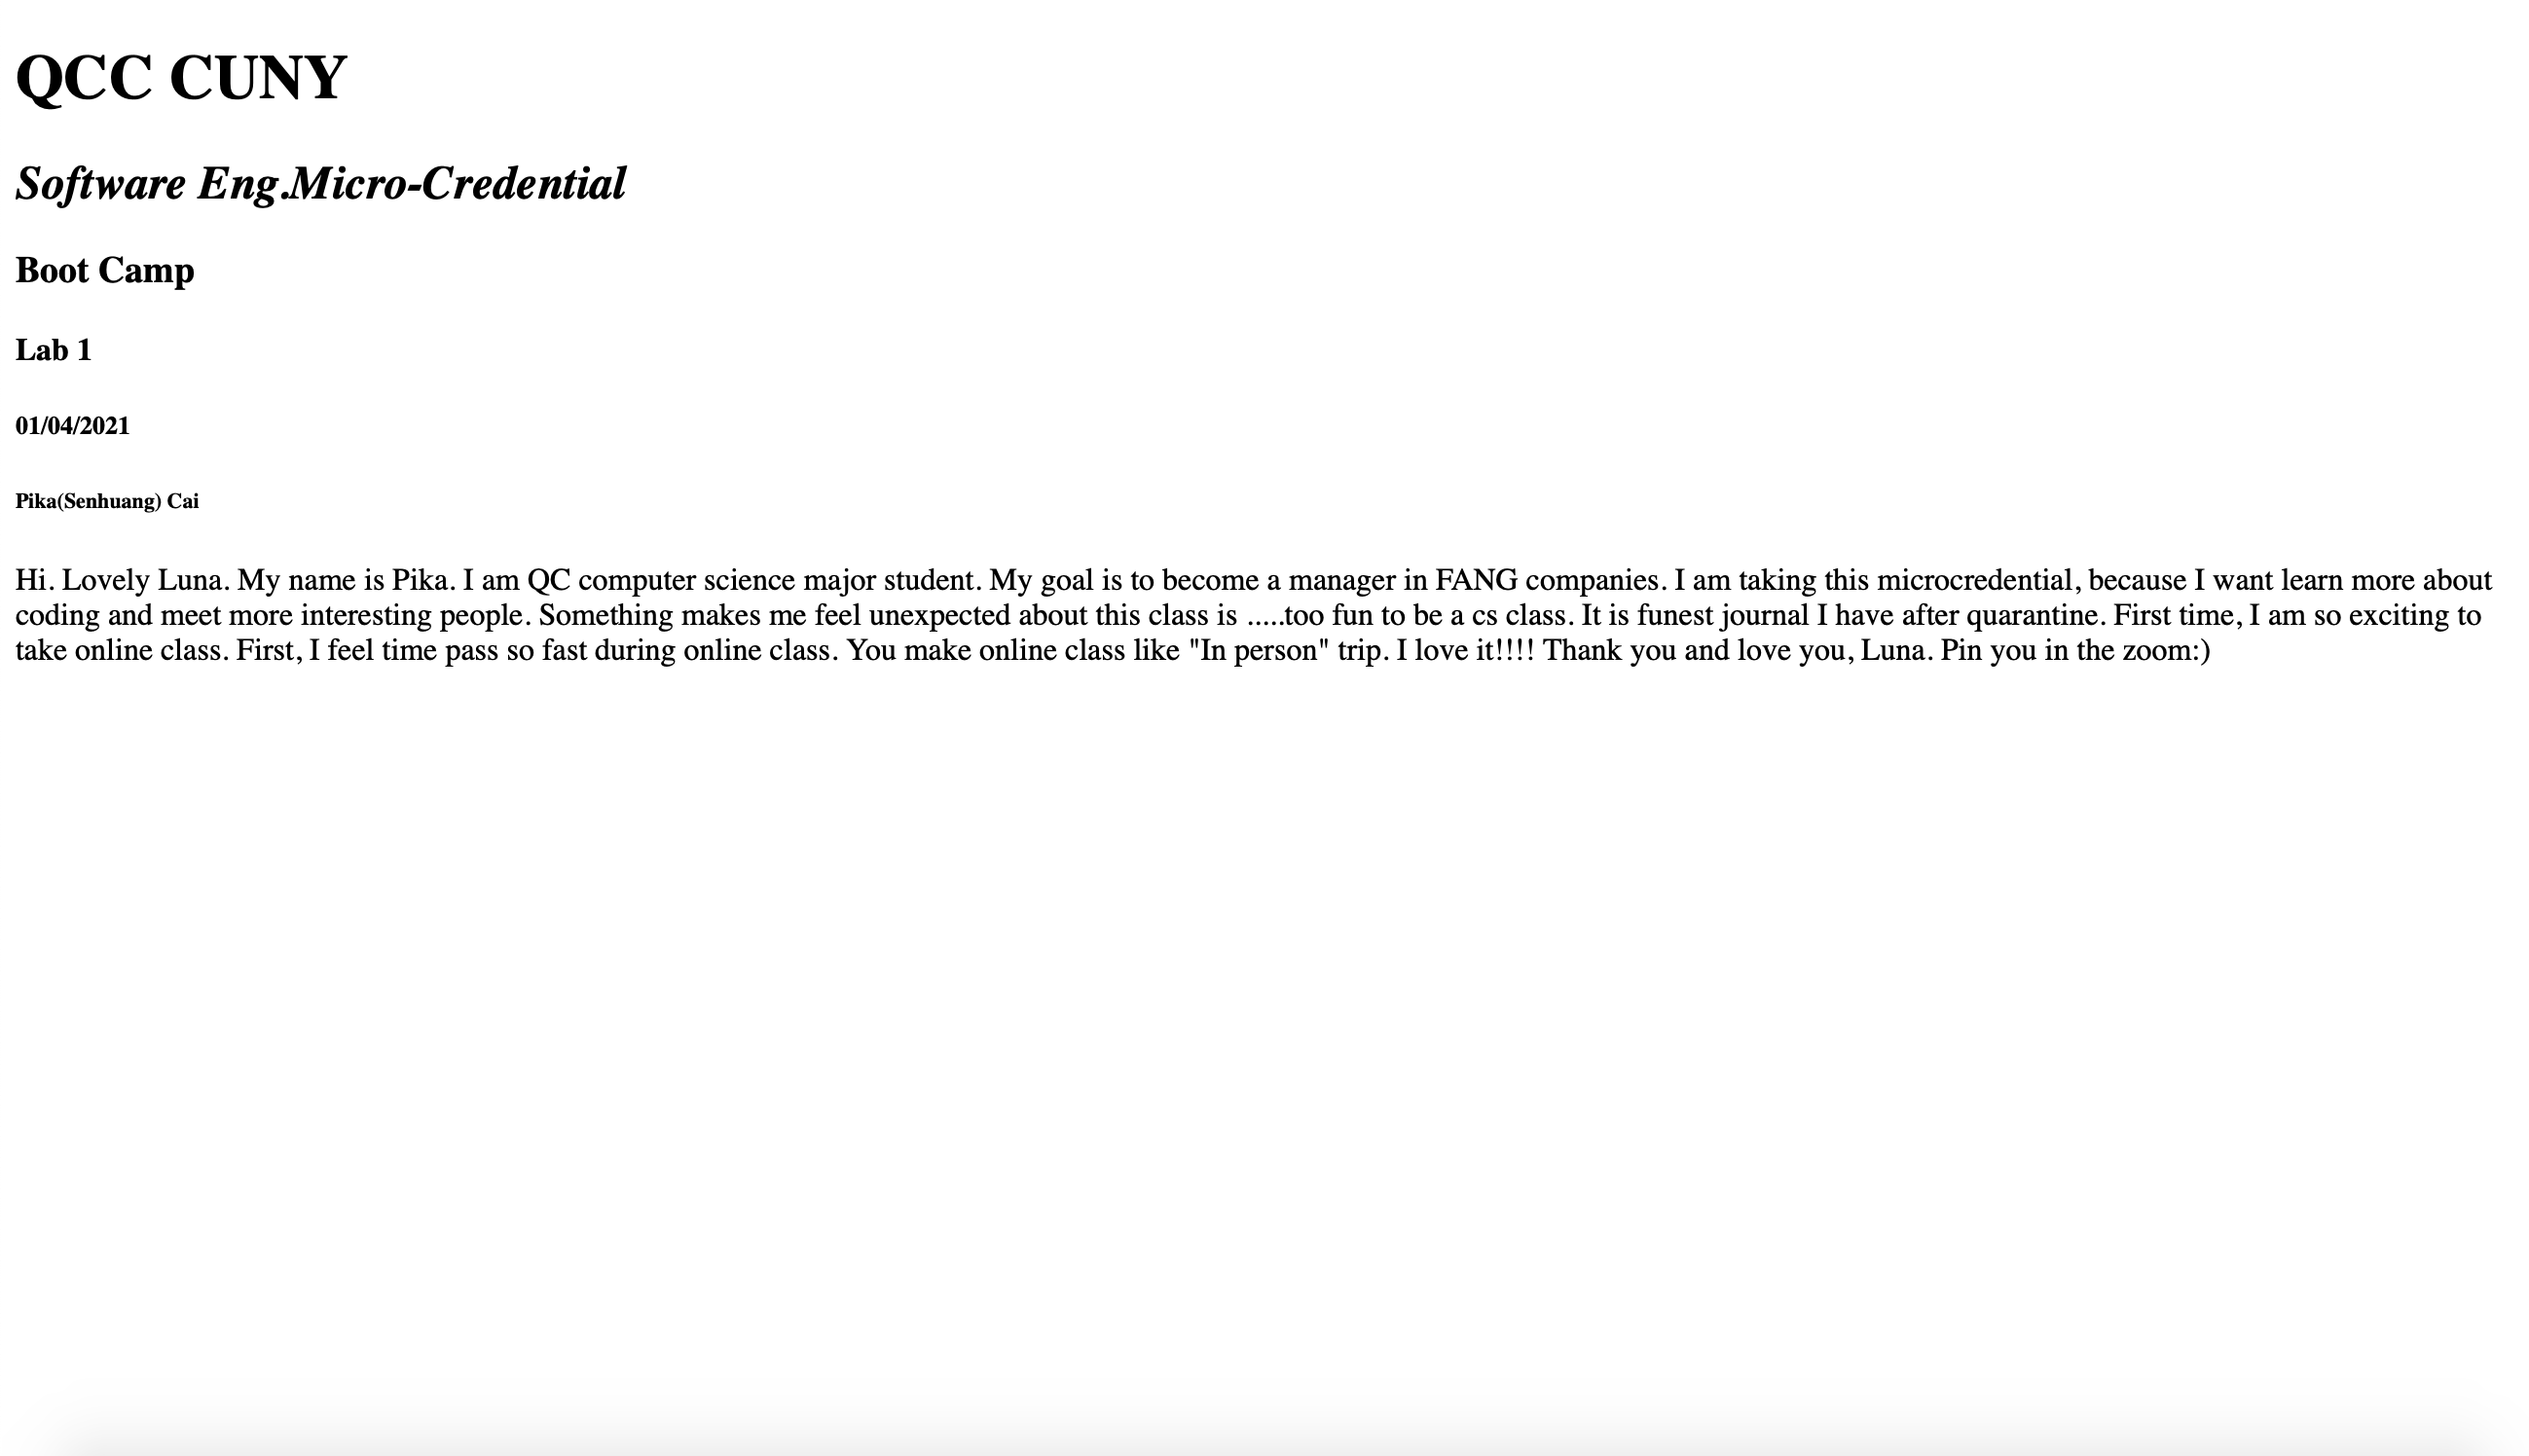 QCC CUNY
Software Eng.Micro-Credential
Boot Camp
Lab 1
01/04/2021
Pika(Senhuang) Cai
Hi. Lovely Luna. My name is Pika. I am QC computer science major student. My goal is to become a manager in FANG companies. I am taking this microcredential, because I want learn more about
coding and meet more interesting people. Something makes me feel unexpected about this class is .....too fun to be a cs class. It is funest journal I have after quarantine. First time, I am so exciting to
take online class. First, I feel time pass so fast during online class. You make online class like "In person" trip. I love it!!!! Thank you and love you, Luna. Pin you in the zoom:)